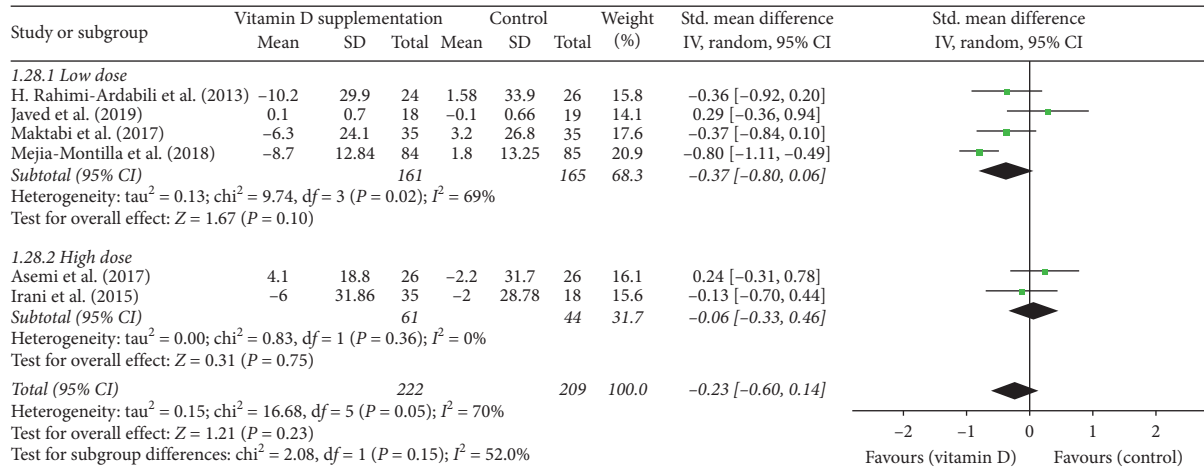 Study or subgroup Vitamin D supplementation Control Weight (%) Std. mean difference IV, random, 95% CI Std. mean difference IV, random, 95% CI
Mean SD Total Mean SD Total
1.28.1 Low dose
H. Rahimi-Ardabili et al. (2013) –10.2 29.9 24 1.58 33.9 26 15.8 –0.36 [–0.92, 0.20]
Javed et al. (2019) 0.1 0.7 18 –0.1 0.66 19 14.1 0.29 [–0.36, 0.94]
Maktabi et al. (2017) –6.3 24.1 35 3.2 26.8 35 17.6 –0.37 [–0.84, 0.10]
Mejia-Montilla et al. (2018) –8.7 12.84 84 1.8 13.25 85 20.9 –0.80 [–1.11, –0.49]
Subtotal (95% CI) 161 165 68.3 –0.37 [–0.80, 0.06]
Heterogeneity: tau² = 0.13; chi² = 9.74, df = 3 (P = 0.02); I² = 69%
Test for overall effect: Z = 1.67 (P = 0.10)
1.28.2 High dose
Asemi et al. (2017) 4.1 18.8 26 –2.2 31.7 26 16.1 0.24 [–0.31, 0.78]
Irani et al. (2015) –6 31.86 35 –2 28.78 18 15.6 –0.13 [–0.70, 0.44]
Subtotal (95% CI) 61 44 31.7 –0.06 [–0.33, 0.46]
Heterogeneity: tau² = 0.00; chi² = 0.83, df = 1 (P = 0.36); I² = 0%
Test for overall effect: Z = 0.31 (P = 0.75)
Total (95% CI) 222 209 100.0 –0.23 [–0.60, 0.14]
Heterogeneity: tau² = 0.15; chi² = 16.68, df = 5 (P = 0.05); I² = 70%
Test for overall effect: Z = 1.21 (P = 0.23)
Test for subgroup differences: chi² = 2.08, df = 1 (P = 0.15); I² = 52.0%
–2 –1 0 1 2
Favours (vitamin D) Favours (control)